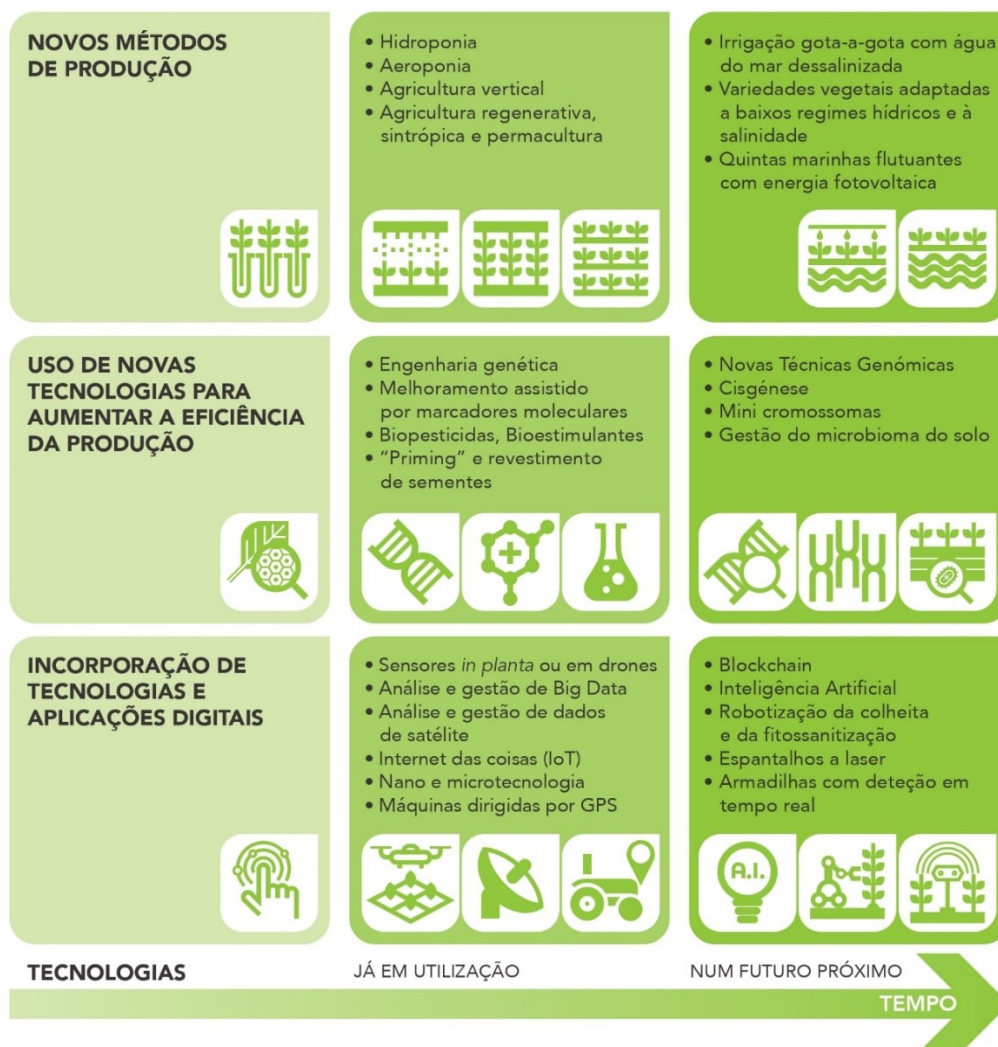 NOVOS MÉTODOS
DE PRODUÇÃO
• Hidroponia
• Aeroponia
• Agricultura vertical
• Agricultura regenerativa,
sintrópica e permacultura
• Irrigação gota-a-gota com água
do mar dessalinizada
• Variedades vegetais adaptadas
a baixos regimes hídricos e à
salinidade
• Quintas marinhas flutuantes
com energia fotovoltaica
USO DE NOVAS
TECNOLOGIAS PARA
AUMENTAR A EFICIÊNCIA
DA PRODUÇÃO
• Engenharia genética
• Melhoramento assistido
por marcadores moleculares
• Biopesticidas, Bioestimulantes
• “Priming” e revestimento
de sementes
• Novas Técnicas Genómicas
• Cisgénese
• Mini cromossomas
• Gestão do microbioma do solo
INCORPORAÇÃO DE
TECNOLOGIAS E
APLICAÇÕES DIGITAIS
• Sensores in planta ou em drones
• Análise e gestão de Big Data
• Análise e gestão de dados
de satélite
• Internet das coisas (IoT)
• Nano e microtecnologia
• Máquinas dirigidas por GPS
• Blockchain
• Inteligência Artificial
• Robotização da colheita
e da fitossanitização
• Espantalhos a laser
• Armadilhas com deteção em
tempo real
A.I.
TECNOLOGIAS
JÁ EM UTILIZAÇÃO
NUM FUTURO PRÓXIMO
TEMPO